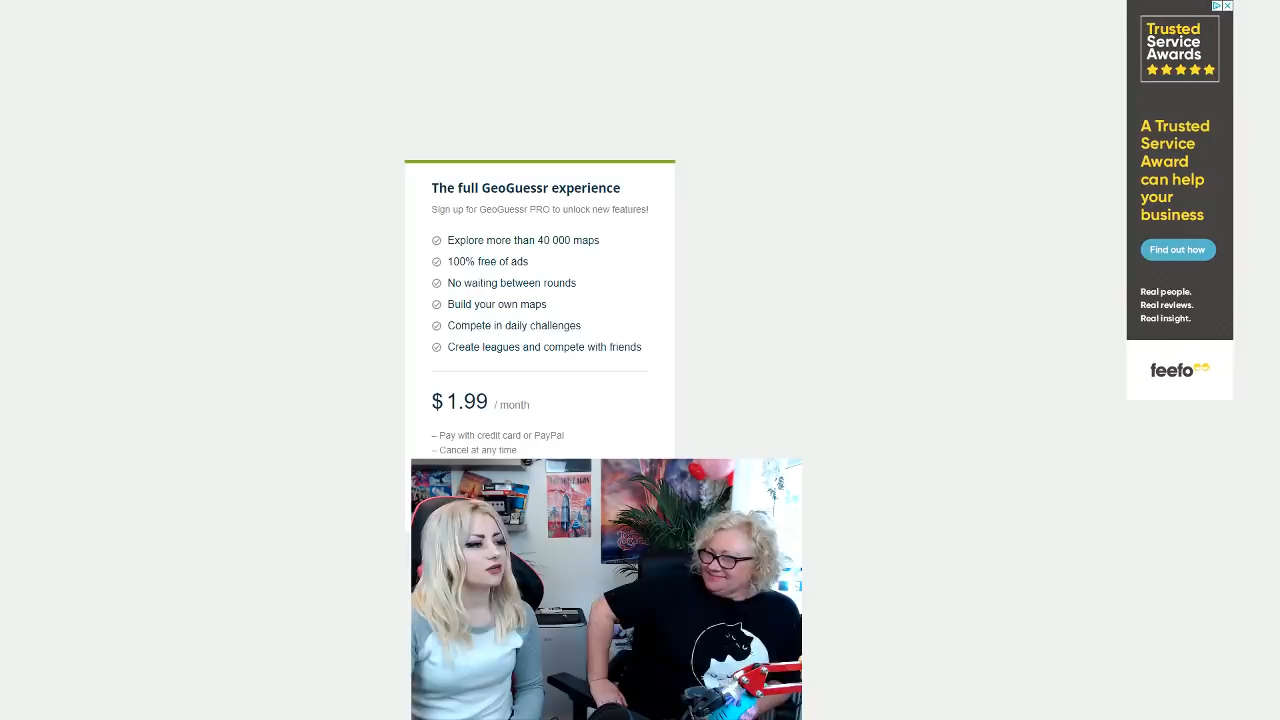 The full GeoGuessr experience
Sign up for GeoGuessr PRO to unlock new features!
Explore more than 40 000 maps
100% free of ads
No waiting between rounds
Build your own maps
Compete in daily challenges
Create leagues and compete with friends
$ 1.99 / month
– Pay with credit card or PayPal
– Cancel at any time
Trusted
Service
Awards
A Trusted
Service
Award
can help
your
business
Find out how
Real people.
Real reviews.
Real insight.
feefo